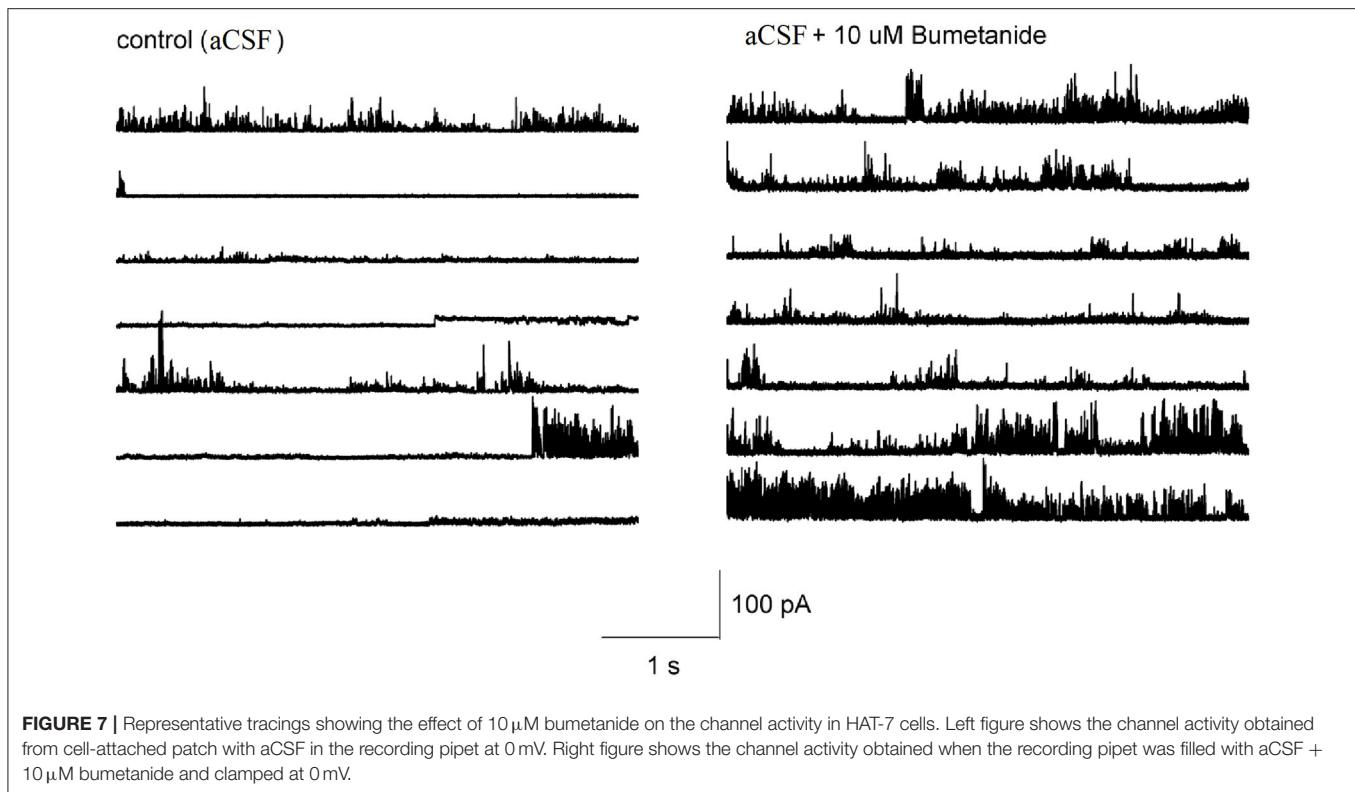 control (aCSF)
aCSF + 10 uM Bumetanide
100 pA
1 s
FIGURE 7 | Representative tracings showing the effect of 10 µM bumetanide on the channel activity in HAT-7 cells. Left figure shows the channel activity obtained
from cell-attached patch with aCSF in the recording pipet at 0 mV. Right figure shows the channel activity obtained when the recording pipet was filled with aCSF +
10 µM bumetanide and clamped at 0 mV.